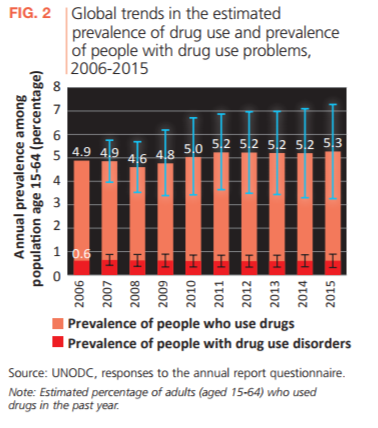 FIG. 2
Global trends in the estimated
prevalence of drug use and prevalence
of people with drug use problems,
2006-2015
Annual prevalence among
population age 15-64 (percentage)
8
7
6
5
4
3
2
1
0
4.9 4.9 4.6 4.8 5.0 5.2 5.2 5.2 5.2 5.3
0.6
2006 2007 2008 2009 2010 2011 2012 2013 2014 2015
Prevalence of people who use drugs
Prevalence of people with drug use disorders
Source: UNODC, responses to the annual report questionnaire.
Note: Estimated percentage of adults (aged 15-64) who used
drugs in the past year.